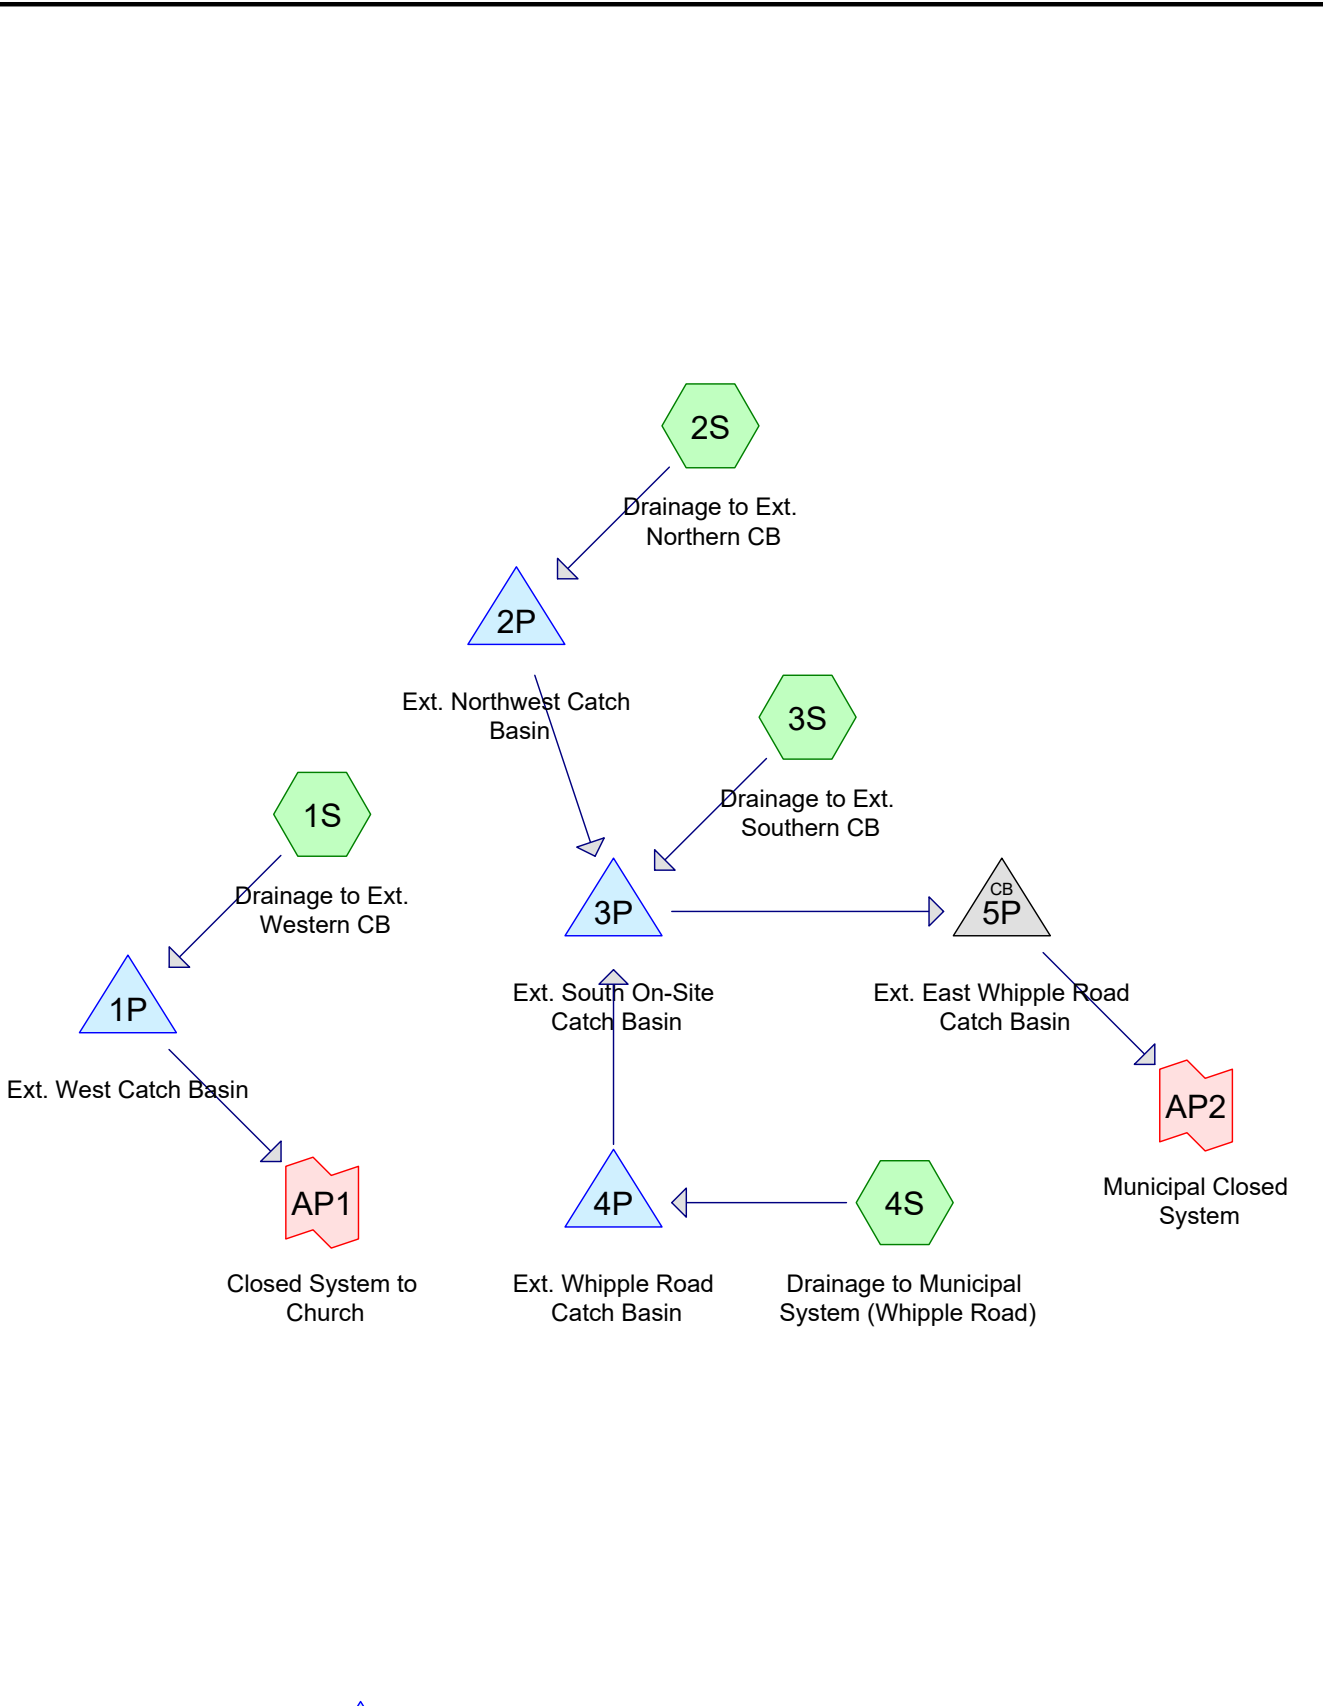 2S
Drainage to Ext.
Northern CB
2P
Ext. Northwest Catch
Basin
3S
Drainage to Ext.
Southern CB
1S
Drainage to Ext.
Western CB
3P
Ext. South On-Site
Catch Basin
CB
5P
Ext. East Whipple Road
Catch Basin
1P
Ext. West Catch Basin
AP2
Municipal Closed
System
AP1
Closed System to
Church
4P
Ext. Whipple Road
Catch Basin
4S
Drainage to Municipal
System (Whipple Road)